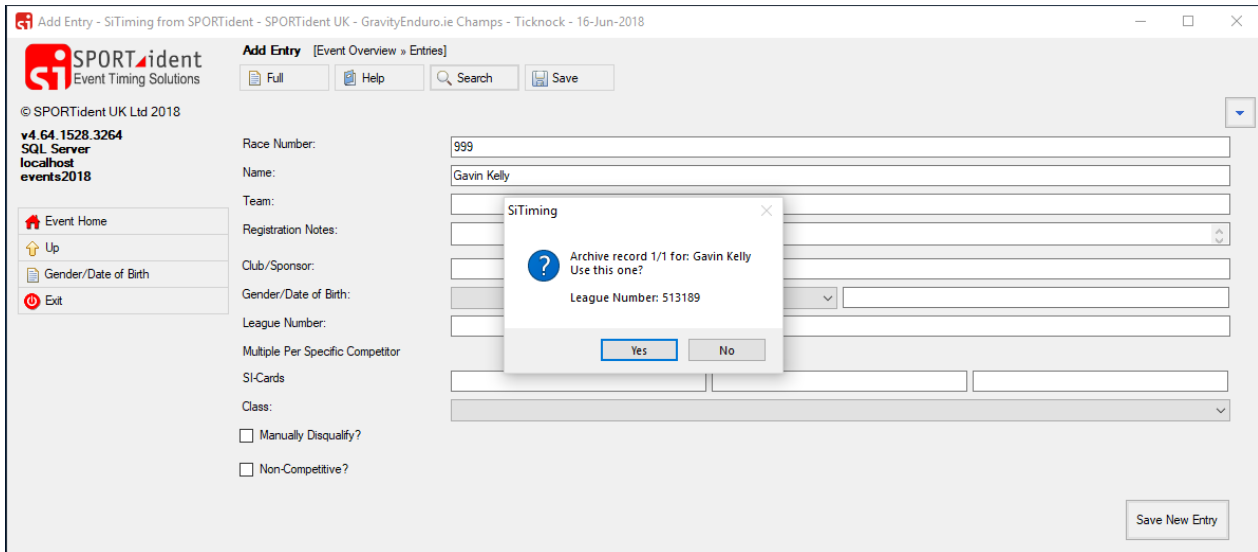 Add Entry - SiTiming from SPORTident - SPORTident UK - GravityEnduro.ie Champs - Ticknock - 16-Jun-2018
SPORTident
Event Timing Solutions
© SPORTident UK Ltd 2018
v4.64.1528.3264
SQL Server
localhost
events2018
Event Home
Up
Gender/Date of Birth
Exit
Add Entry [Event Overview » Entries]
Full Help Search Save
Race Number: 999
Name: Gavin Kelly
Team:
Registration Notes:
Club/Sponsor:
Gender/Date of Birth:
League Number:
Multiple Per Specific Competitor
SI-Cards
Class:
Manually Disqualify?
Non-Competitive?
SiTiming
Archive record 1/1 for: Gavin Kelly
Use this one?
League Number: 513189
Yes No
Save New Entry